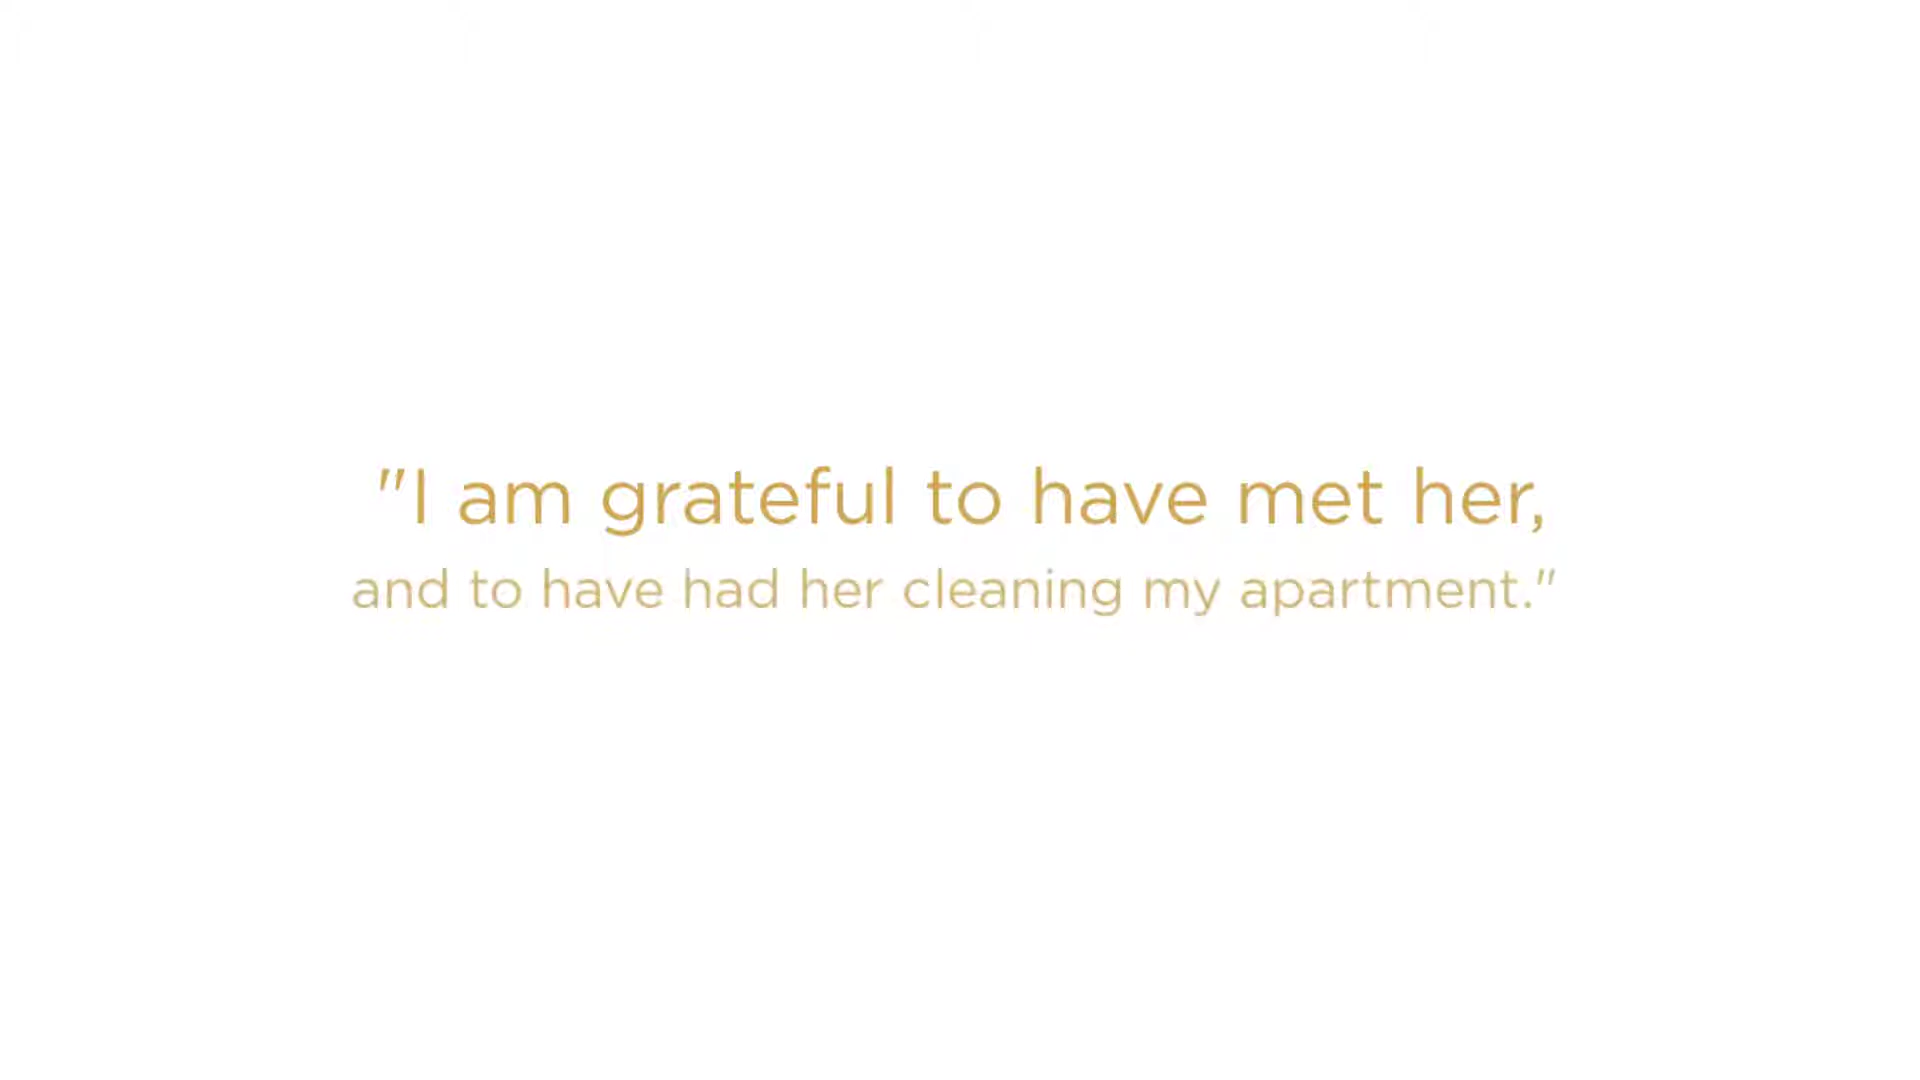 "I am grateful to have met her,
and to have had her cleaning my apartment."